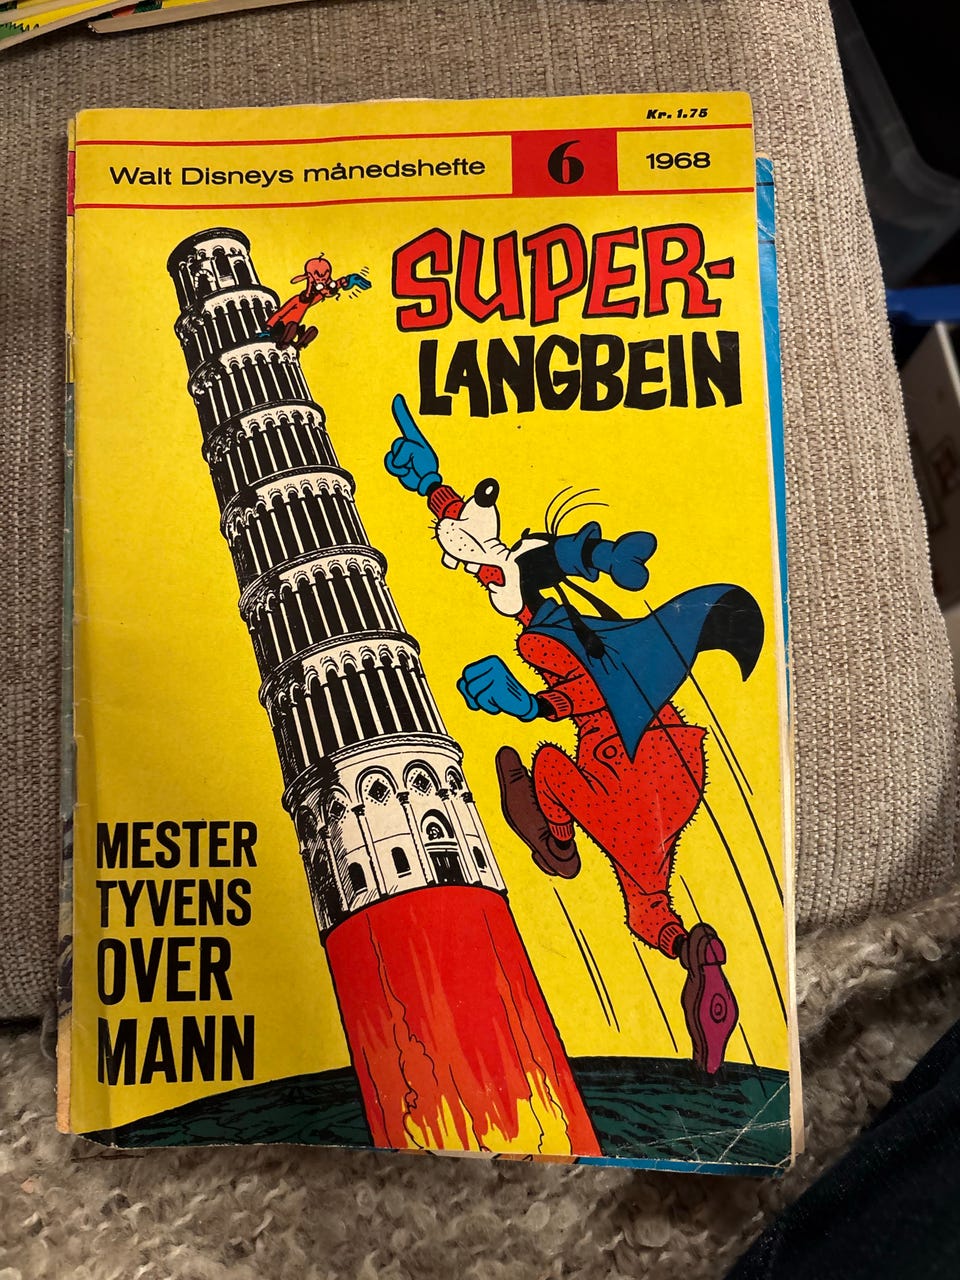 Kr. 1.75
Walt Disneys månedshefte 6 1968
SUPER-
LANGBEIN
MESTER
TYVENS
OVER
MANN